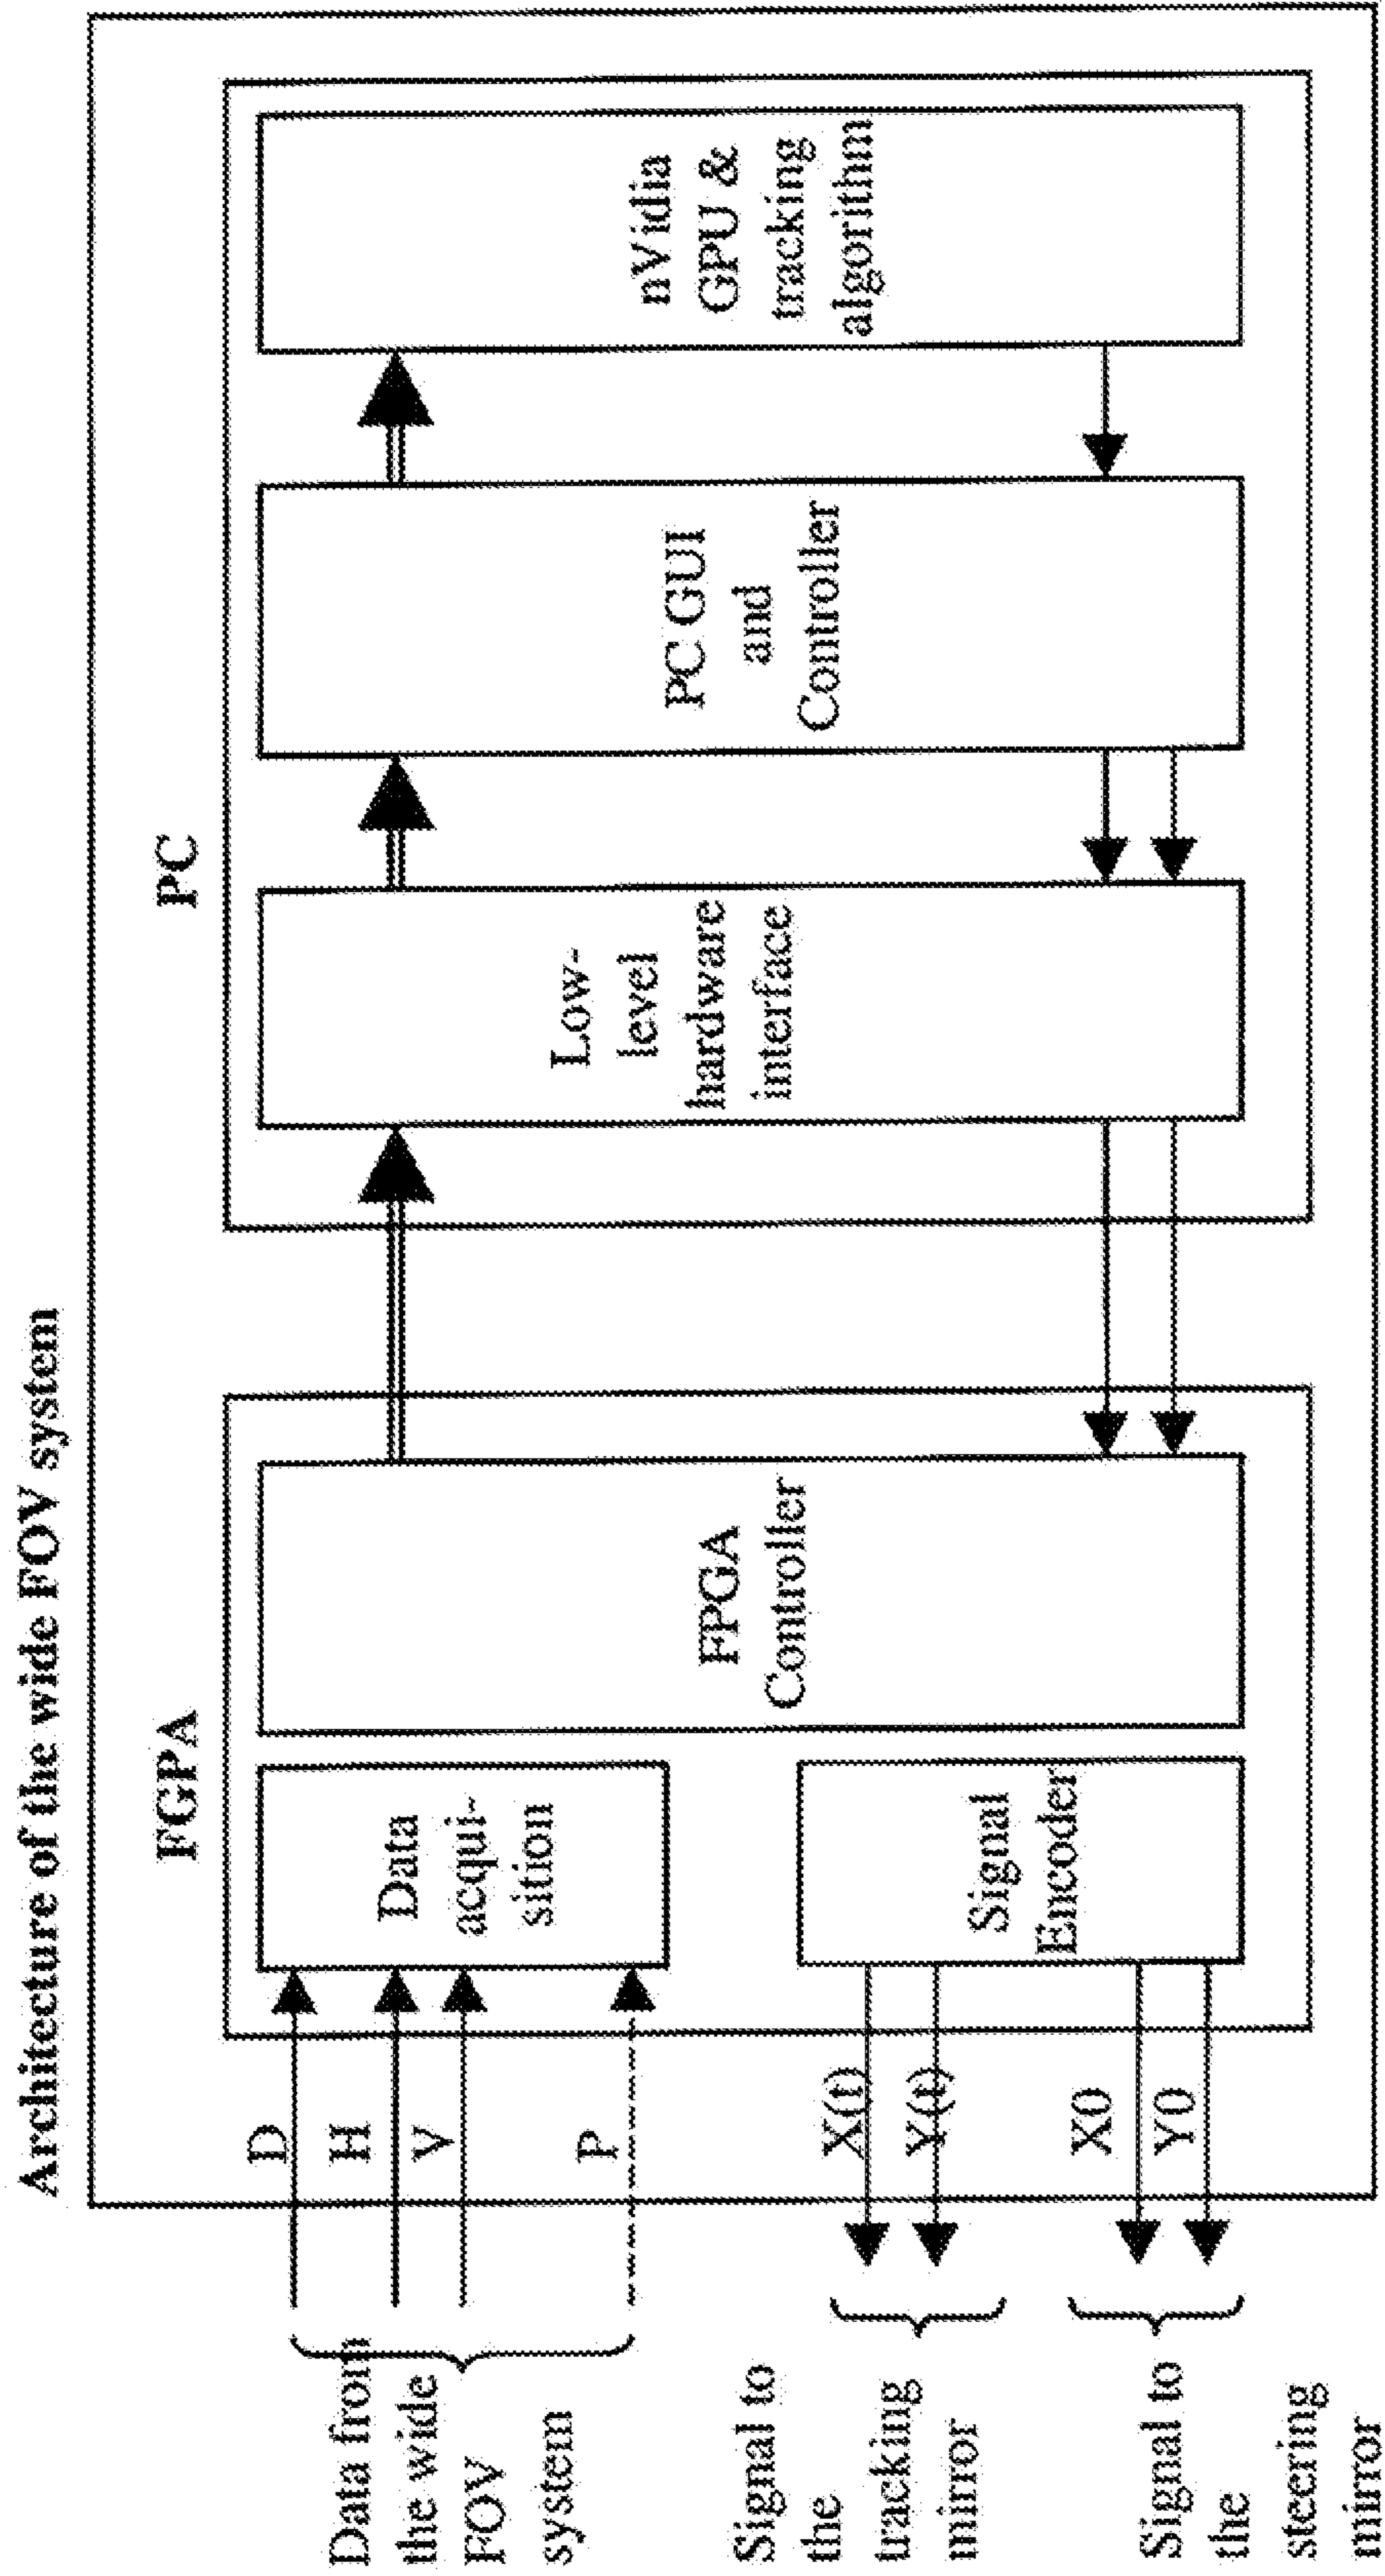 Architecture of the wide FOV system
FGPA
PC
Data from
the wide
FOV
system
D
H
V
P
Data
acqui-
sition
FPGA
Controller
Low-
level
hardware
interface
PC GUI
and
Controller
nVidia
GPU &
tracking
algorithm
Signal to
the
tracking
mirror
X(t)
Y(t)
Signal
Encoder
Signal to
the
steering
mirror
X0
Y0